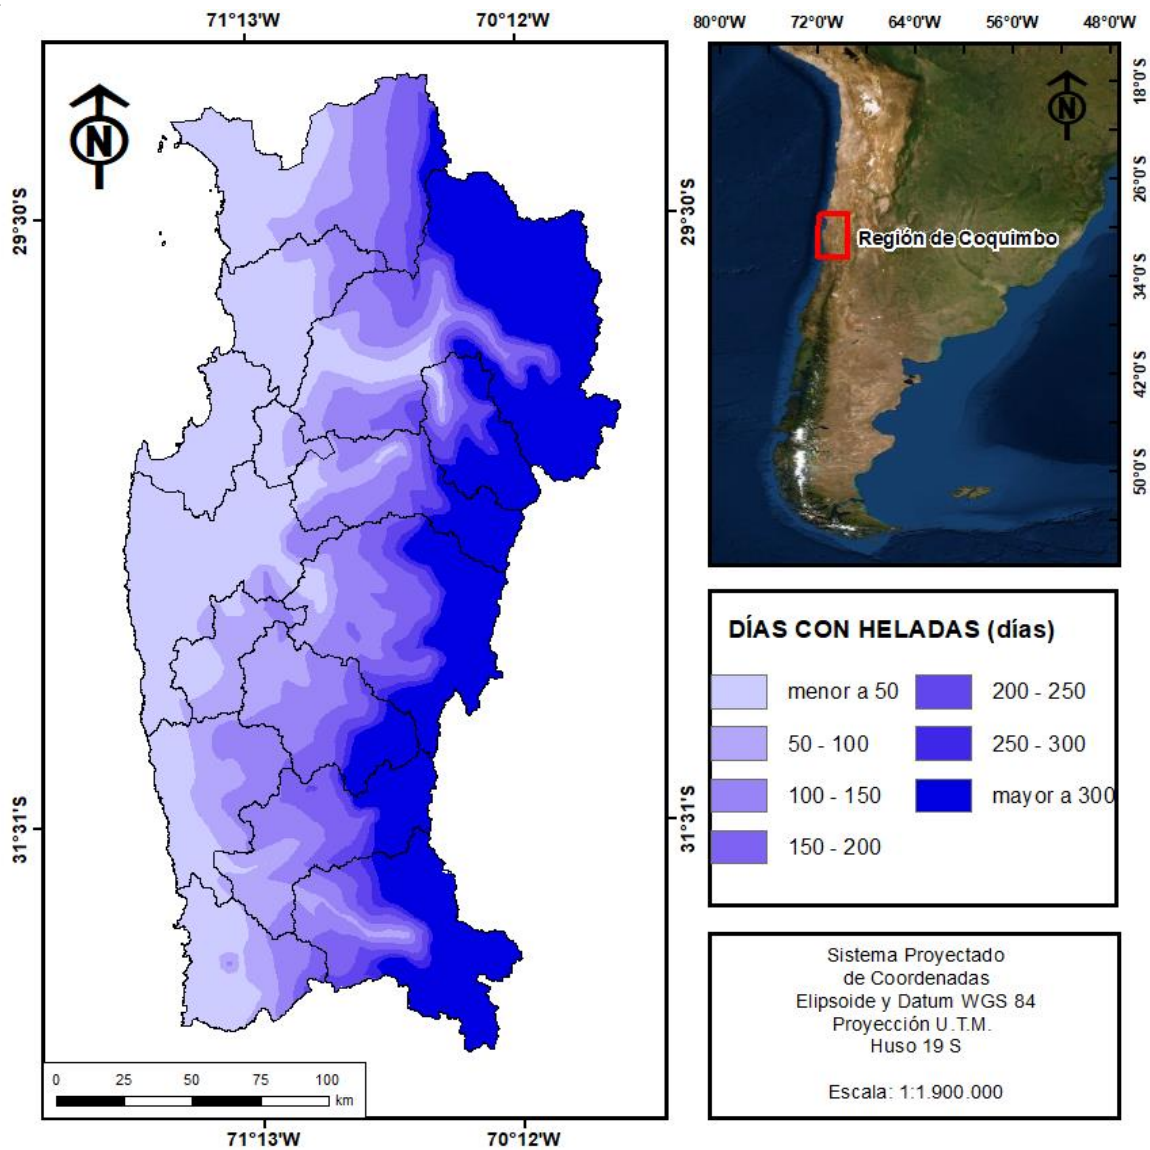 71°13'W
70°12'W
N
29°30'S
29°30'S
31°31'S
31°31'S
0
25
50
75
100
km
71°13'W
70°12'W
80°0'W
72°0'W
64°0'W
56°0'W
48°0'W
N
18°0'S
26°0'S
34°0'S
42°0'S
50°0'S
Región de Coquimbo
DÍAS CON HELADAS (días)
menor a 50
50 - 100
100 - 150
150 - 200
200 - 250
250 - 300
mayor a 300
Sistema Proyectado
de Coordenadas
Elipsoide y Datum WGS 84
Proyección U.T.M.
Huso 19 S
Escala: 1:1.900.000